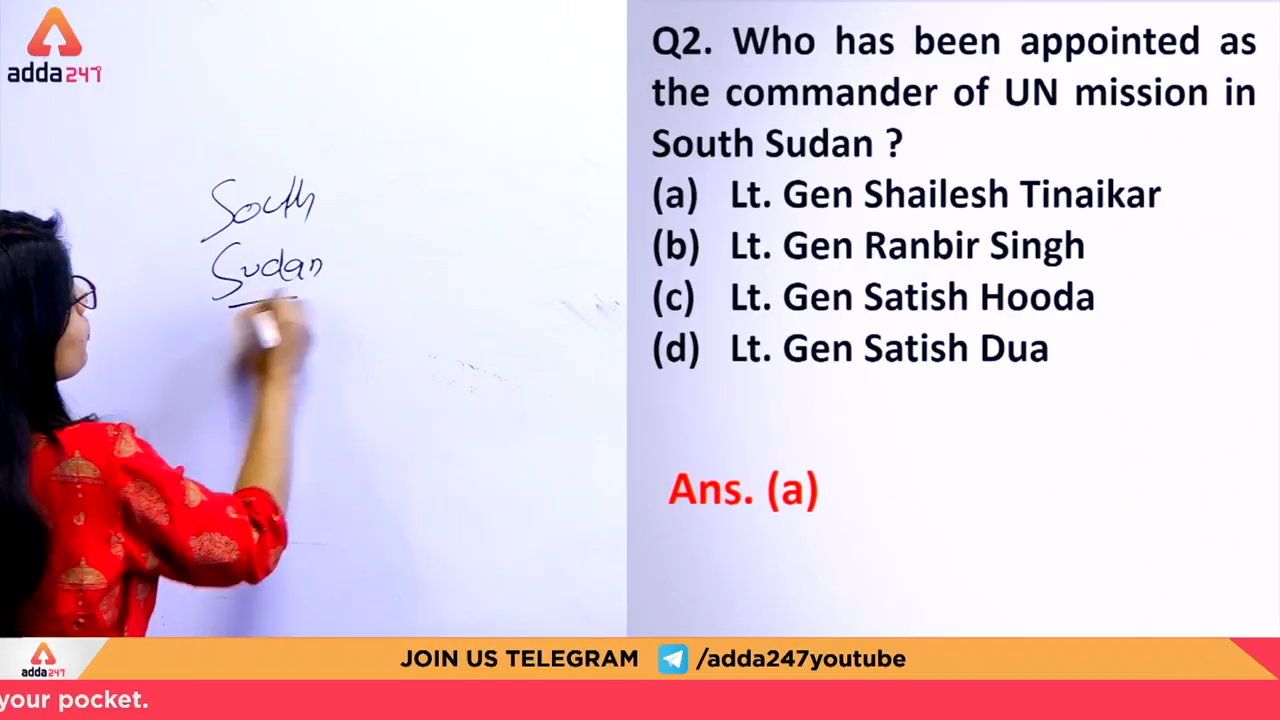 adda247
South
Sudan
Q2. Who has been appointed as
the commander of UN mission in
South Sudan ?
(a) Lt. Gen Shailesh Tinaikar
(b) Lt. Gen Ranbir Singh
(c) Lt. Gen Satish Hooda
(d) Lt. Gen Satish Dua
Ans. (a)
adda247
JOIN US TELEGRAM /adda247youtube
your pocket.